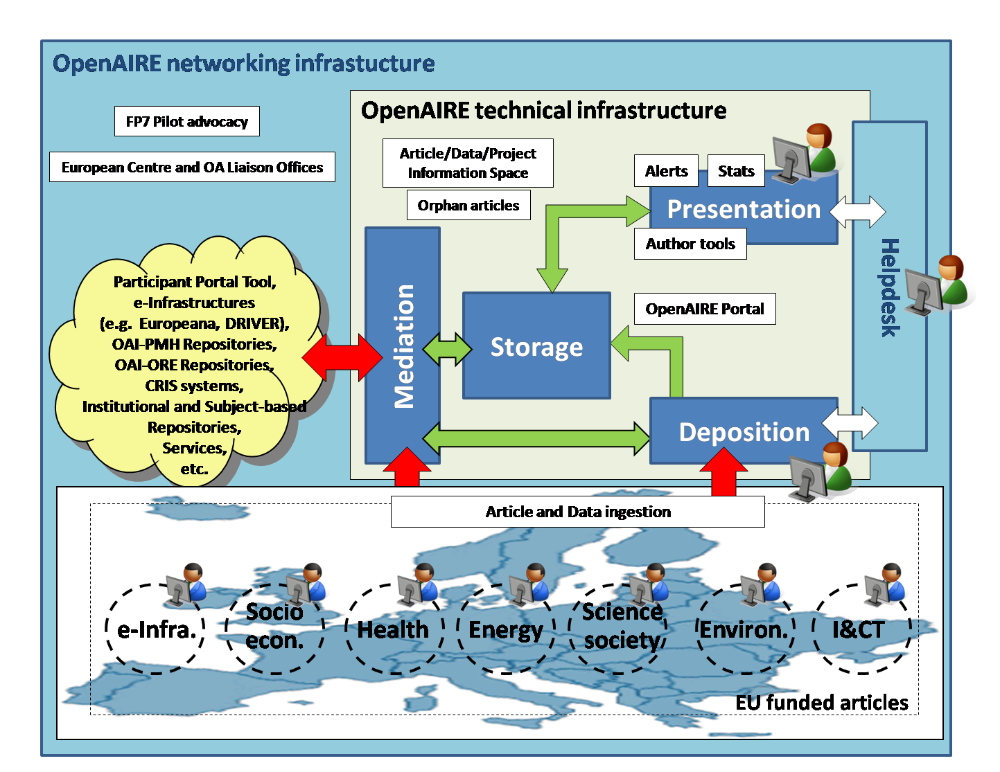 OpenAIRE networking infrastucture
FP7 Pilot advocacy
European Centre and OA Liaison Offices
OpenAIRE technical infrastructure
Article/Data/Project
Information Space
Orphan articles
Alerts
Stats
Presentation
Author tools
Helpdesk
Participant Portal Tool,
e-Infrastructures
(e.g. Europeana, DRIVER),
OAI-PMH Repositories,
OAI-ORE Repositories,
CRIS systems,
Institutional and Subject-based
Repositories,
Services,
etc.
Mediation
Storage
OpenAIRE Portal
Deposition
Article and Data ingestion
e-Infra.
Socio
econ.
Health
Energy
Science
society
Environ.
I&CT
EU funded articles